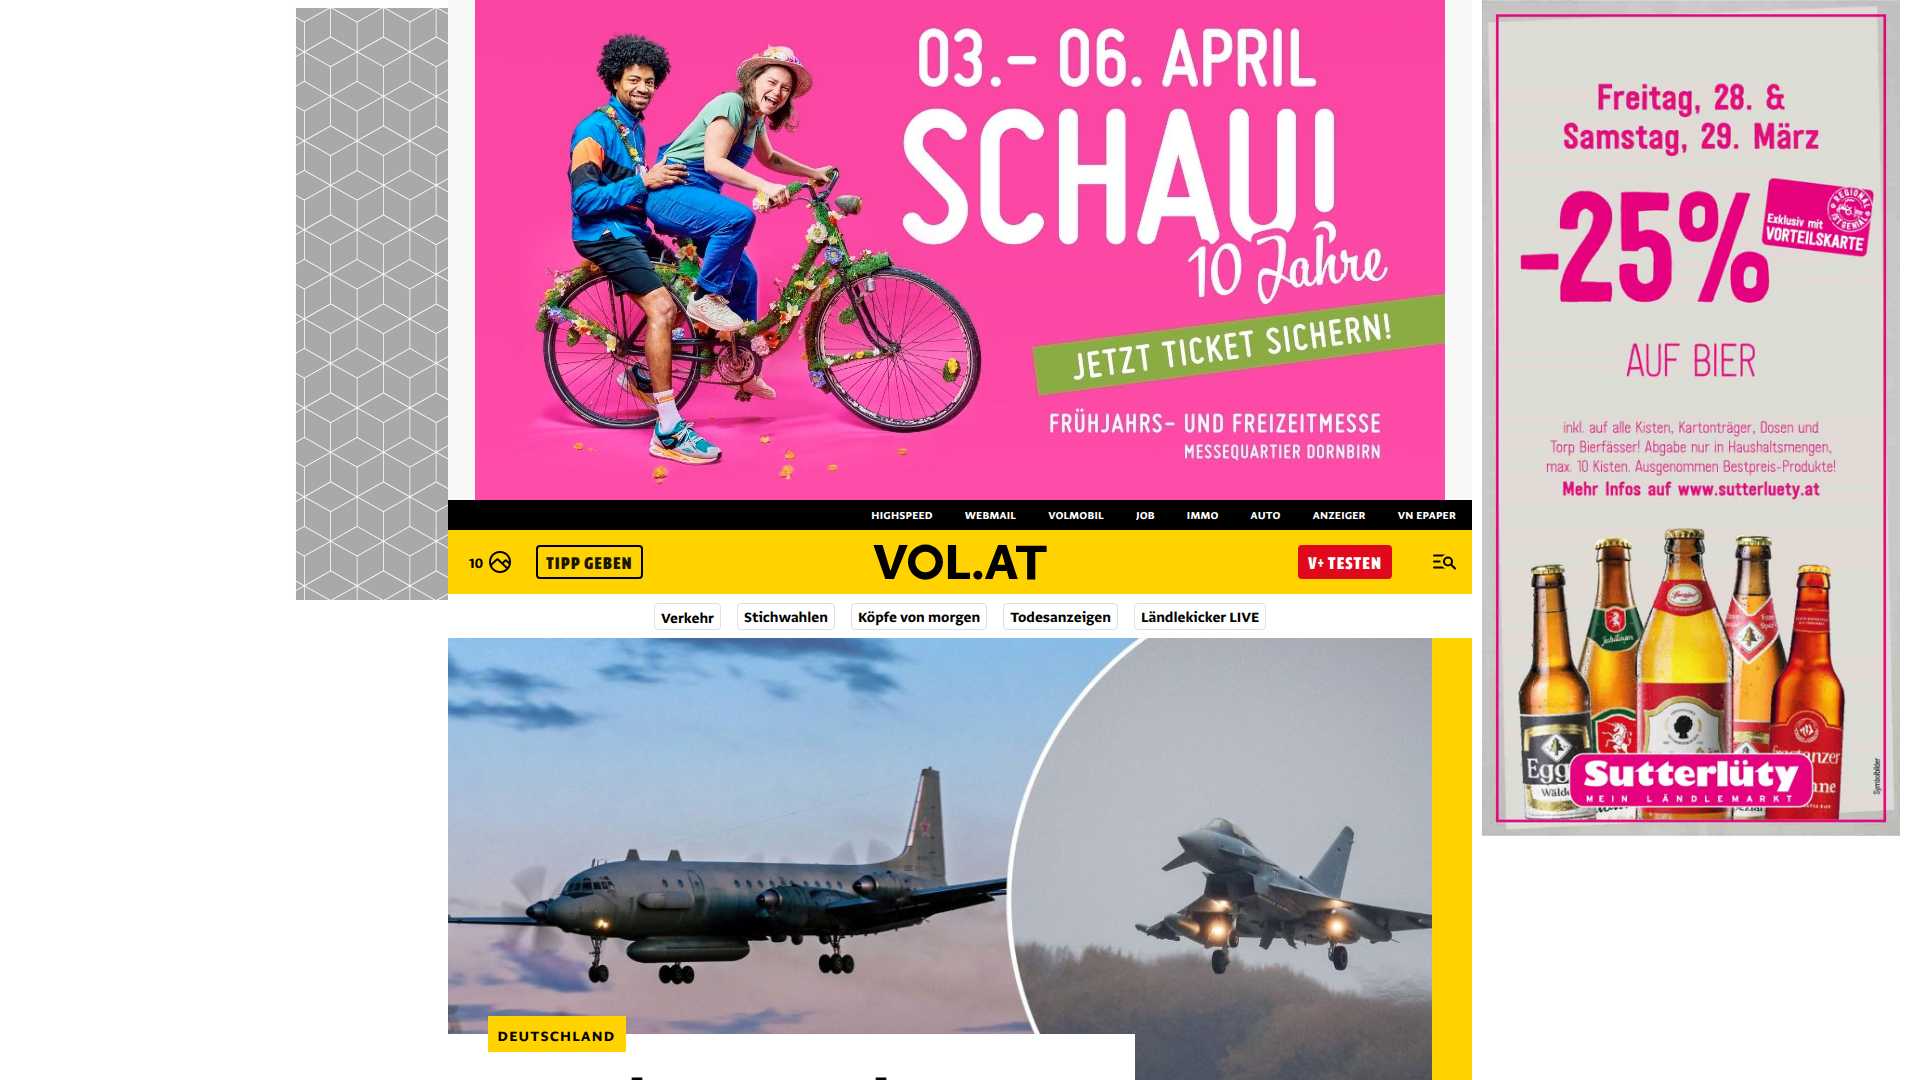 03.– 06. APRIL
SCHAU!
10 Jahre
JETZT TICKET SICHERN!
FRÜHJAHRS- UND FREIZEITMESSE
MESSEQUARTIER DORNBIRN
HIGHSPEED WEBMAIL VOLMOBIL JOB IMMO AUTO ANZEIGER VN EPAPER
10 TIPP GEBEN VOL.AT V+ TESTEN
Verkehr Stichwahlen Köpfe von morgen Todesanzeigen Ländlekicker LIVE
DEUTSCHLAND
Freitag, 28. &
Samstag, 29. März
-25%
REGIONAL IST GENIAL
Exklusiv mit
VORTEILSKARTE
AUF BIER
inkl. auf alle Kisten, Kartonträger, Dosen und
Torp Bierfässer! Abgabe nur in Haushaltsmengen,
max. 10 Kisten. Ausgenommen Bestpreis-Produkte!
Mehr Infos auf www.sutterluety.at
Sutterlüty
MEIN LÄNDLEMARKT
Symbolbilder